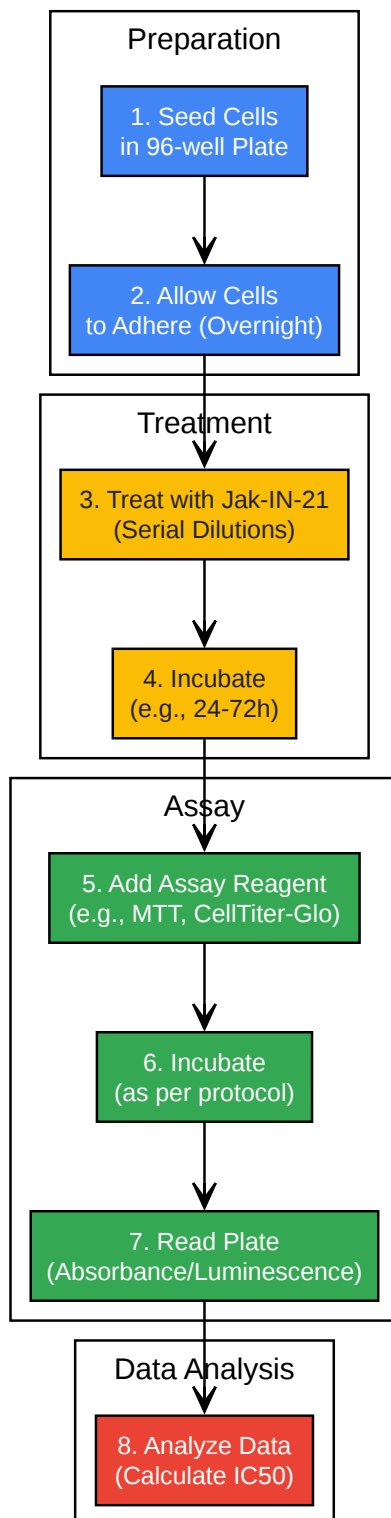 Preparation
1. Seed Cells
in 96-well Plate
2. Allow Cells
to Adhere (Overnight)
Treatment
3. Treat with Jak-IN-21
(Serial Dilutions)
4. Incubate
(e.g., 24-72h)
Assay
5. Add Assay Reagent
(e.g., MTT, CellTiter-Glo)
6. Incubate
(as per protocol)
7. Read Plate
(Absorbance/Luminescence)
Data Analysis
8. Analyze Data
(Calculate IC50)